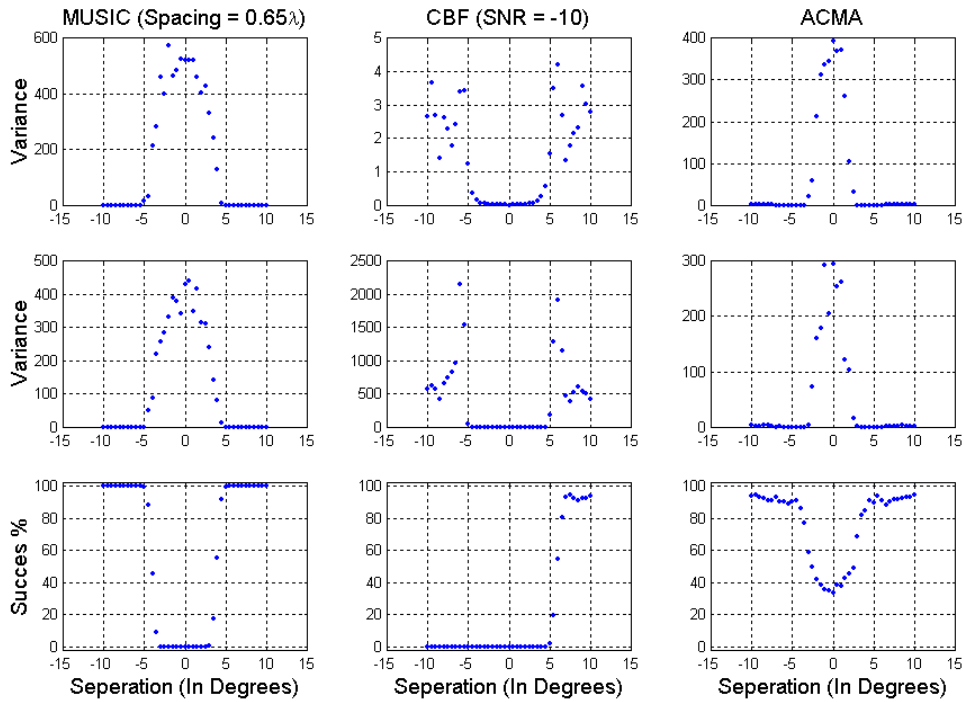 MUSIC (Spacing = 0.65λ)
CBF (SNR = -10)
ACMA
Variance
600
400
200
0
-15 -10 -5 0 5 10 15
5
4
3
2
1
0
-15 -10 -5 0 5 10 15
400
300
200
100
0
-15 -10 -5 0 5 10 15
Variance
500
400
300
200
100
0
-15 -10 -5 0 5 10 15
2500
2000
1500
1000
500
0
-15 -10 -5 0 5 10 15
300
200
100
0
-15 -10 -5 0 5 10 15
Succes %
100
80
60
40
20
0
-15 -10 -5 0 5 10 15
Seperation (In Degrees)
100
80
60
40
20
0
-15 -10 -5 0 5 10 15
Seperation (In Degrees)
100
80
60
40
20
0
-15 -10 -5 0 5 10 15
Seperation (In Degrees)